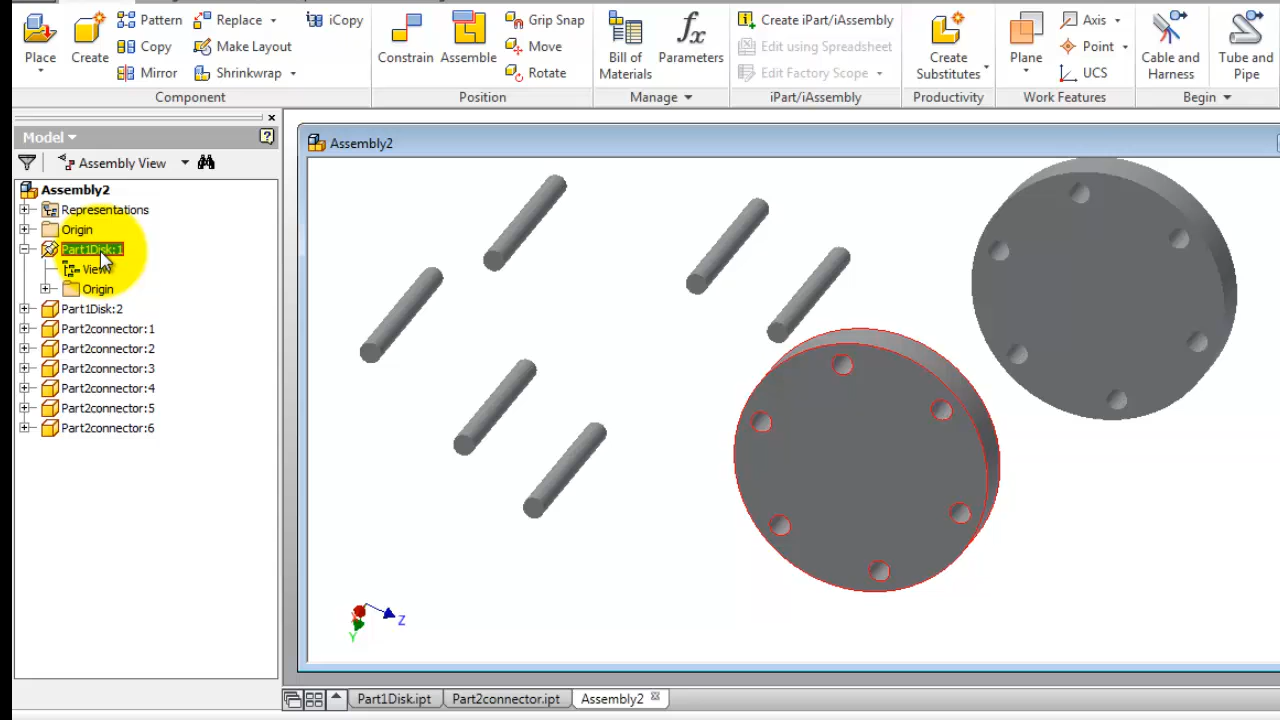 Place
Create
Pattern
Copy
Mirror
Replace
Make Layout
Shrinkwrap
iCopy
Component
Constrain
Assemble
Grip Snap
Move
Rotate
Position
Bill of
Materials
fx
Parameters
Manage
Create iPart/iAssembly
Edit using Spreadsheet
Edit Factory Scope
iPart/iAssembly
Create
Substitutes
Productivity
Plane
Axis
Point
UCS
Work Features
Cable and
Harness
Tube and
Pipe
Begin
Model
Assembly View
Assembly2
Representations
Origin
Part1Disk:1
View
Origin
Part1Disk:2
Part2connector:1
Part2connector:2
Part2connector:3
Part2connector:4
Part2connector:5
Part2connector:6
Assembly2
Z
Y
Part1Disk.ipt
Part2connector.ipt
Assembly2